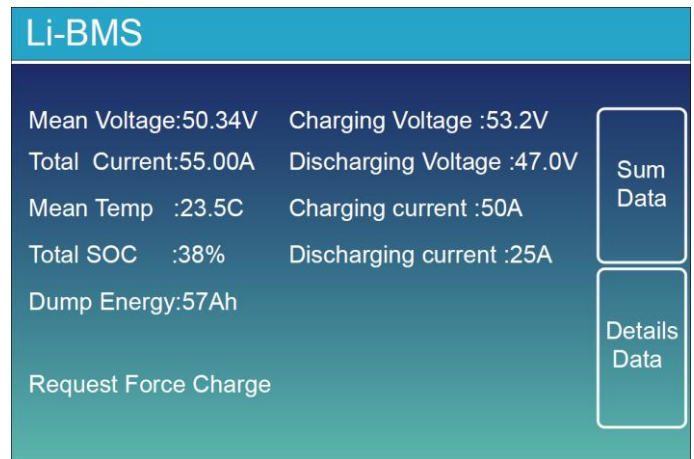 Li-BMS
Mean Voltage:50.34V
Charging Voltage :53.2V
Total Current:55.00A
Discharging Voltage :47.0V
Mean Temp :23.5C
Charging current :50A
Total SOC :38%
Discharging current :25A
Dump Energy:57Ah
Request Force Charge
Sum
Data
Details
Data